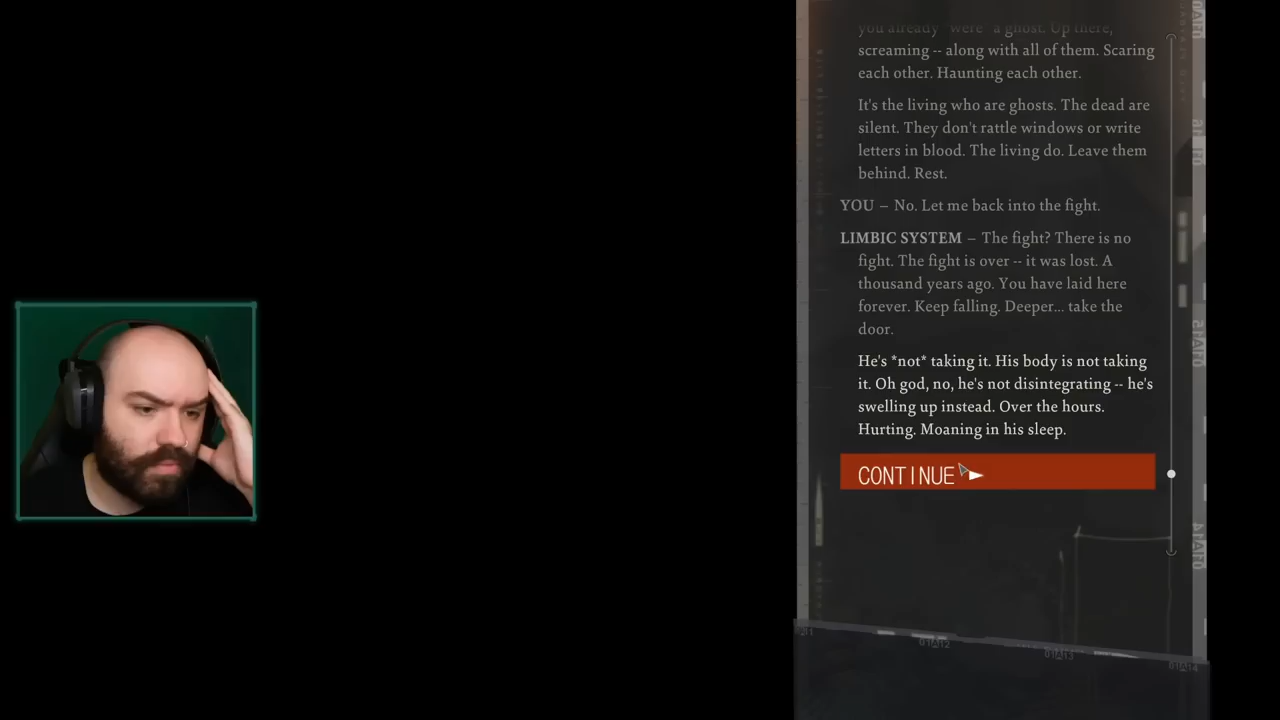 you already *were* a ghost. Up there,
screaming -- along with all of them. Scaring
each other. Haunting each other.
It's the living who are ghosts. The dead are
silent. They don't rattle windows or write
letters in blood. The living do. Leave them
behind. Rest.
YOU – No. Let me back into the fight.
LIMBIC SYSTEM – The fight? There is no
fight. The fight is over -- it was lost. A
thousand years ago. You have laid here
forever. Keep falling. Deeper... take the
door.
He's *not* taking it. His body is not taking
it. Oh god, no, he's not disintegrating -- he's
swelling up instead. Over the hours.
Hurting. Moaning in his sleep.
CONTINUE